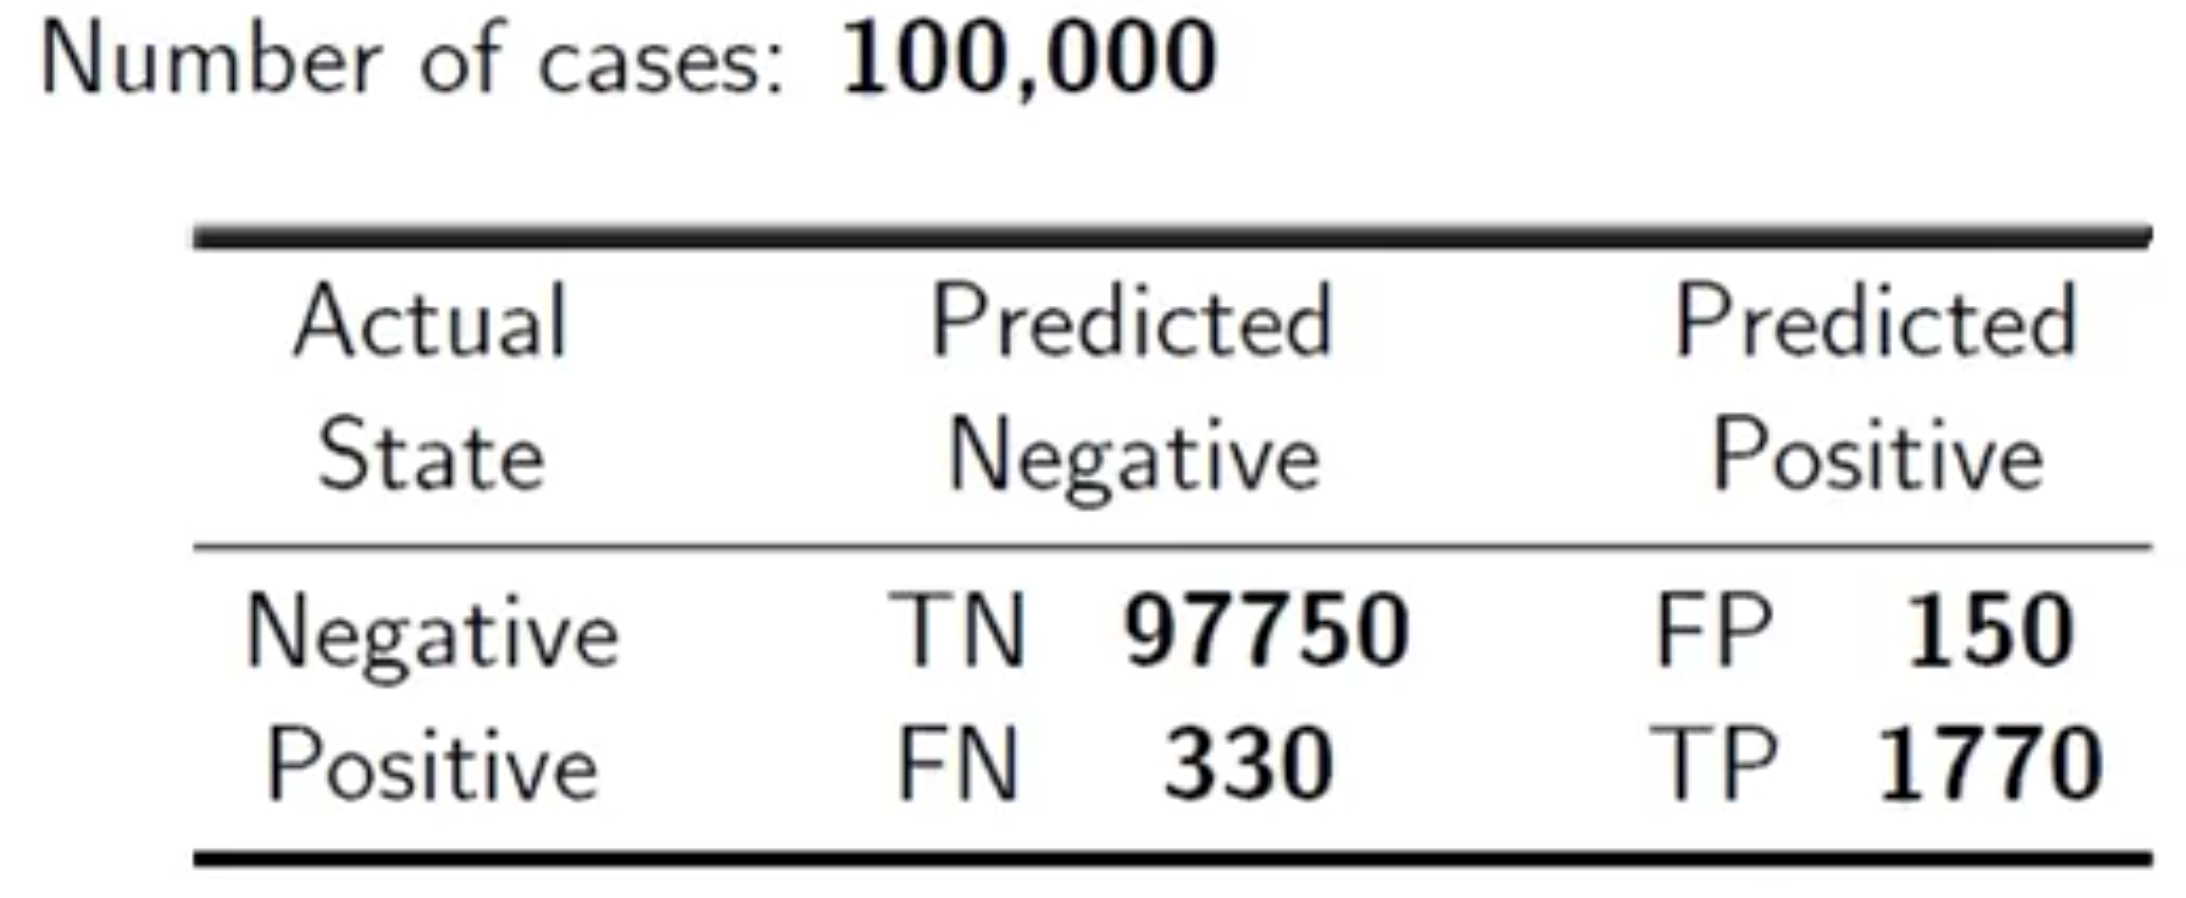 Number of cases: 100,000
Actual Predicted Predicted
State Negative Positive
Negative TN 97750 FP 150
Positive FN 330 TP 1770